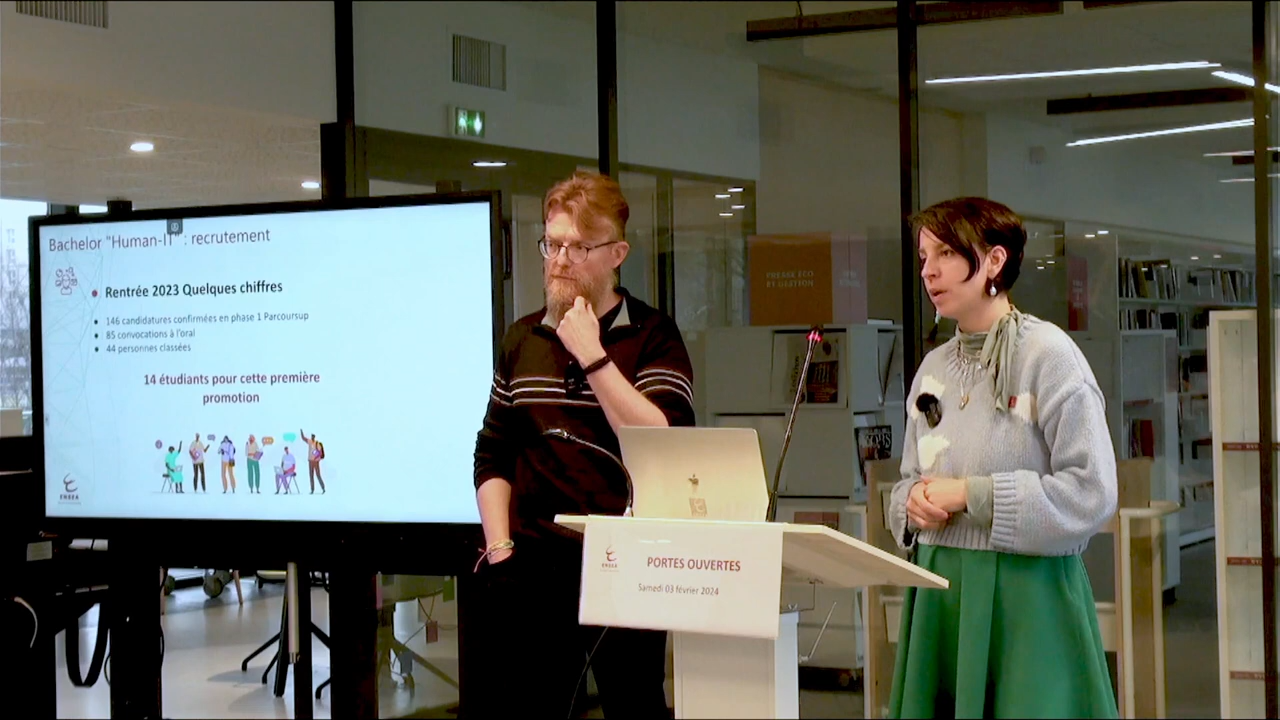 Bachelor "Human-IT" : recrutement
Rentrée 2023 Quelques chiffres
146 candidatures confirmées en phase 1 Parcoursup
85 convocations à l'oral
44 personnes classées
14 étudiants pour cette première
promotion
ENSEA
ENSEA
PORTES OUVERTES
Samedi 03 février 2024
PREPA ECO
ET GESTION